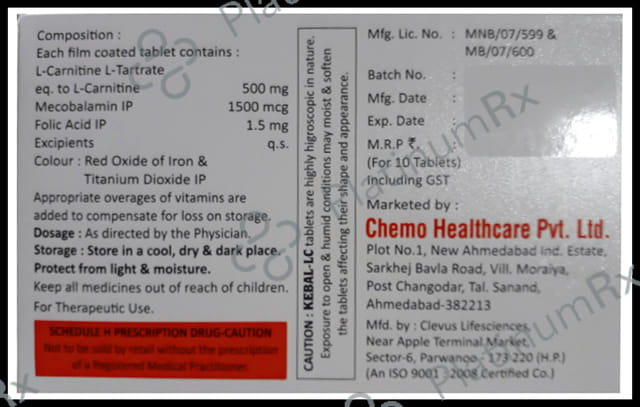 Composition :
Each film coated tablet contains :
L-Carnitine L-Tartrate
eq. to L-Carnitine 500 mg
Mecobalamin IP 1500 mcg
Folic Acid IP 1.5 mg
Excipients q.s.
Colour : Red Oxide of Iron &
Titanium Dioxide IP
Appropriate overages of vitamins are
added to compensate for loss on storage.
Dosage : As directed by the Physician.
Storage : Store in a cool, dry & dark place.
Protect from light & moisture.
Keep all medicines out of reach of children.
For Therapeutic Use.
SCHEDULE H PRESCRIPTION DRUG-CAUTION
Not to be sold by retail without the prescription
of a Registered Medical Practitioner.
CAUTION : KEBAL-LC tablets are highly higroscopic in nature.
Exposure to open & humid conditions may moist & soften
the tablets affecting their shape and appearance.
Mfg. Lic. No. : MNB/07/599 &
MB/07/600
Batch No. :
Mfg. Date :
Exp. Date :
M.R.P ₹. :
(For 10 Tablets)
Including GST
Marketed by :
Chemo Healthcare Pvt. Ltd.
Plot No.1, New Ahmedabad Ind. Estate,
Sarkhej Bavla Road, Vill. Moraiya,
Post Changodar, Tal. Sanand,
Ahmedabad-382213
Mfd. by : Clevus Lifesciences,
Near Apple Terminal Market,
Sector-6, Parwanoo - 173 220 (H.P.)
(An ISO 9001 : 2008 Certified Co.)
PlatinumRx